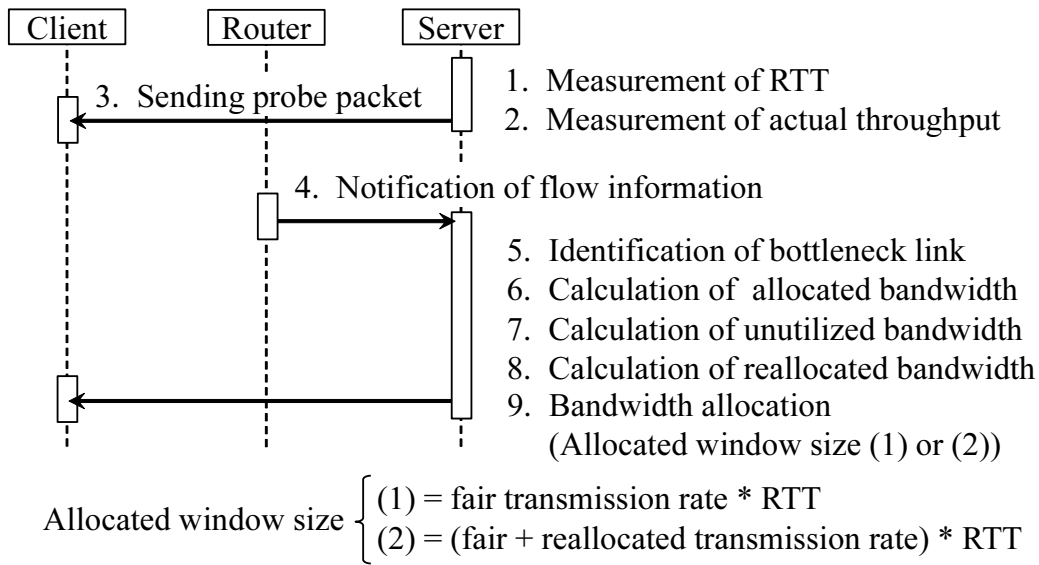 Client
Router
Server
1. Measurement of RTT
3. Sending probe packet
2. Measurement of actual throughput
4. Notification of flow information
5. Identification of bottleneck link
6. Calculation of allocated bandwidth
7. Calculation of unutilized bandwidth
8. Calculation of reallocated bandwidth
9. Bandwidth allocation
(Allocated window size (1) or (2))
Allocated window size
(1) = fair transmission rate * RTT
(2) = (fair + reallocated transmission rate) * RTT